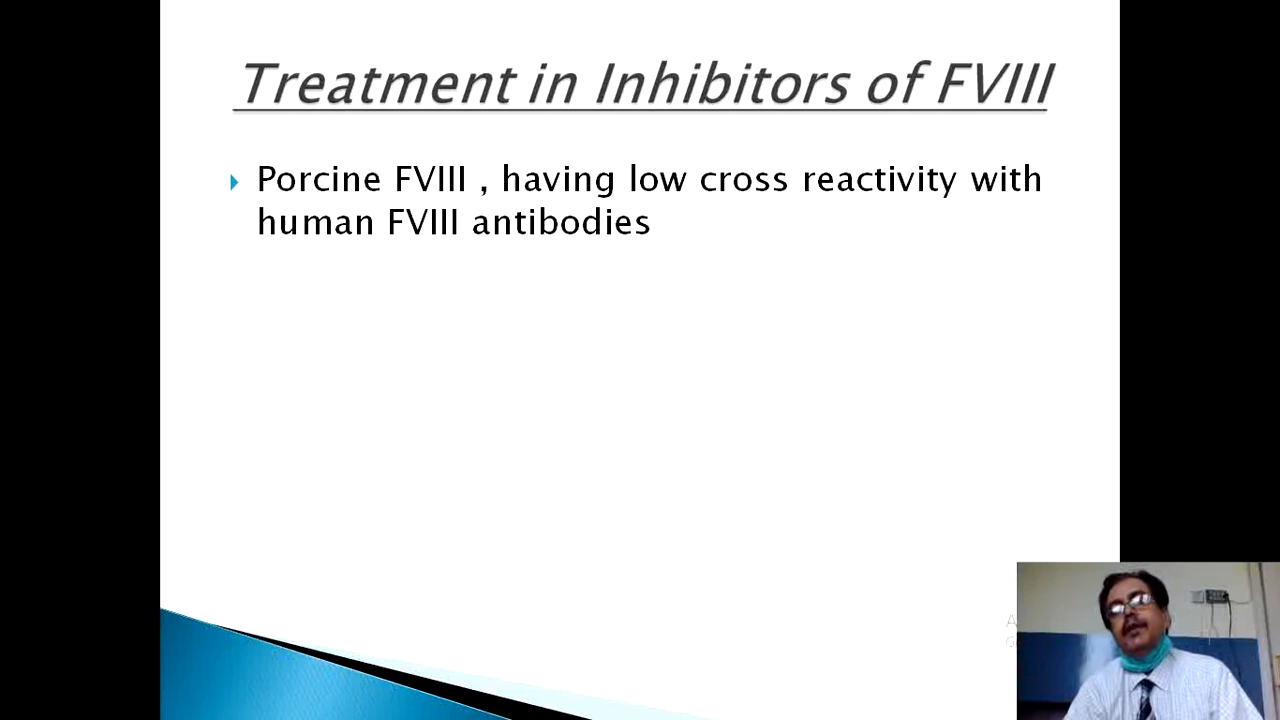 Treatment in Inhibitors of FVIII
Porcine FVIII , having low cross reactivity with
human FVIII antibodies